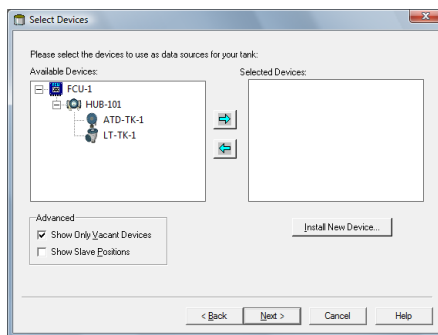 Select Devices
Please select the devices to use as data sources for your tank:
Available Devices:
Selected Devices:
FCU-1
HUB-101
ATD-TK-1
LT-TK-1
Advanced
Show Only Vacant Devices
Show Slave Positions
Install New Device...
< Back Next > Cancel Help